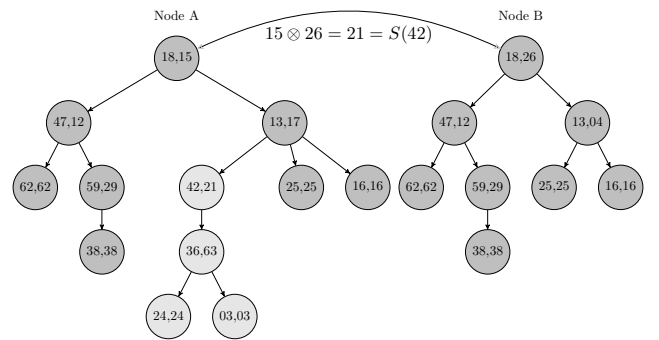 Node A Node B
15 ⊗ 26 = 21 = S(42)
18,15 18,26
47,12 13,17 47,12 13,04
62,62 59,29 42,21 25,25 16,16 62,62 59,29 25,25 16,16
38,38 36,63 38,38
24,24 03,03